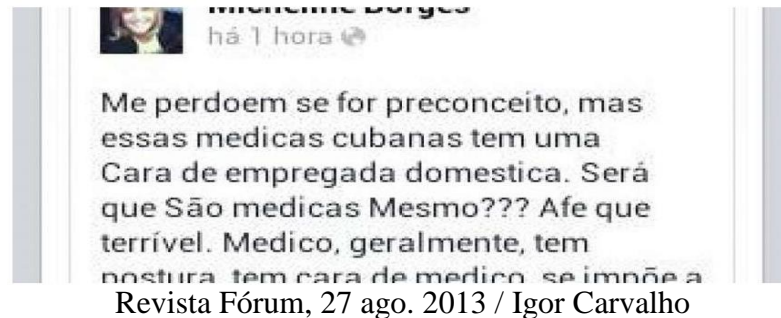 Micheline Borges
há 1 hora
Me perdoem se for preconceito, mas
essas medicas cubanas tem uma
Cara de empregada domestica. Será
que São medicas Mesmo??? Afe que
terrível. Medico, geralmente, tem
postura, tem cara de medico, se impõe a
Revista Fórum, 27 ago. 2013 / Igor Carvalho